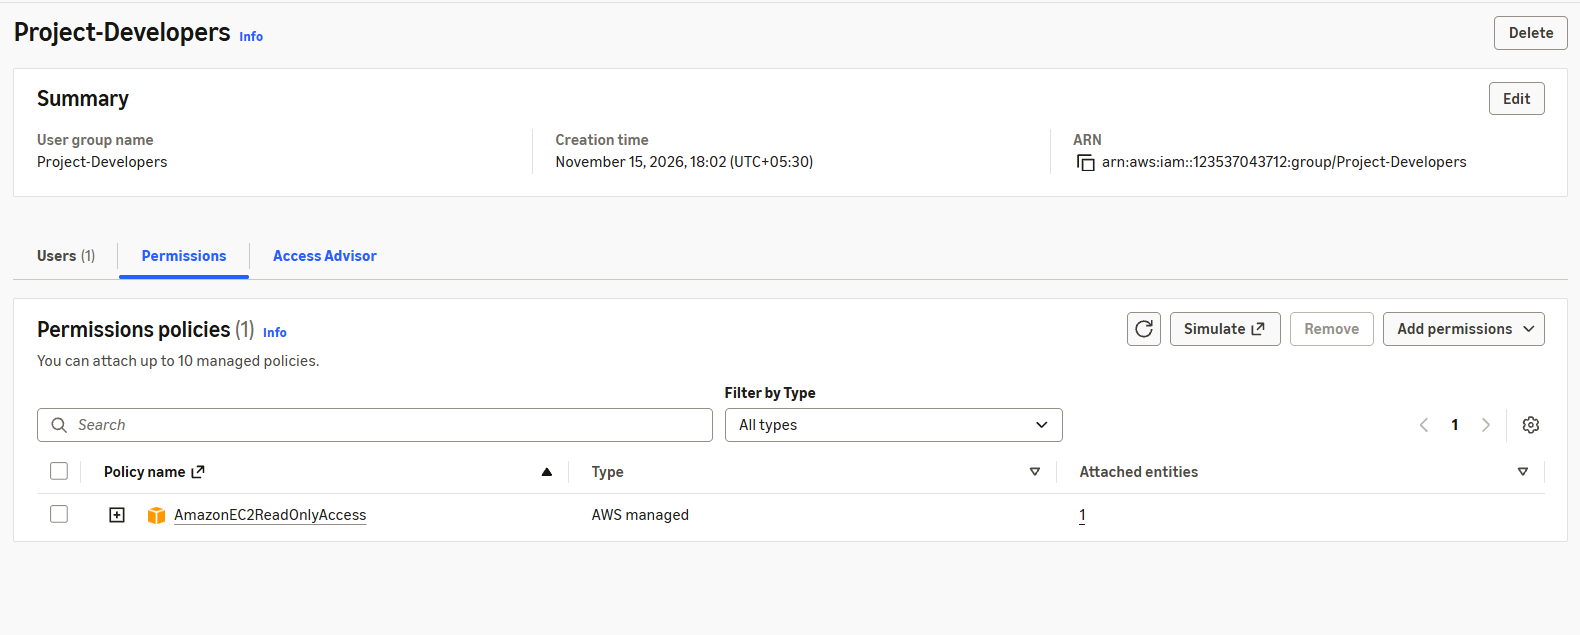 Project-Developers Info
Delete
Summary
Edit
User group name
Project-Developers
Creation time
November 15, 2026, 18:02 (UTC+05:30)
ARN
arn:aws:iam::123537043712:group/Project-Developers
Users (1)
Permissions
Access Advisor
Permissions policies (1) Info
You can attach up to 10 managed policies.
Simulate
Remove
Add permissions
Filter by Type
Search
All types
1
Policy name
Type
Attached entities
AmazonEC2ReadOnlyAccess
AWS managed
1